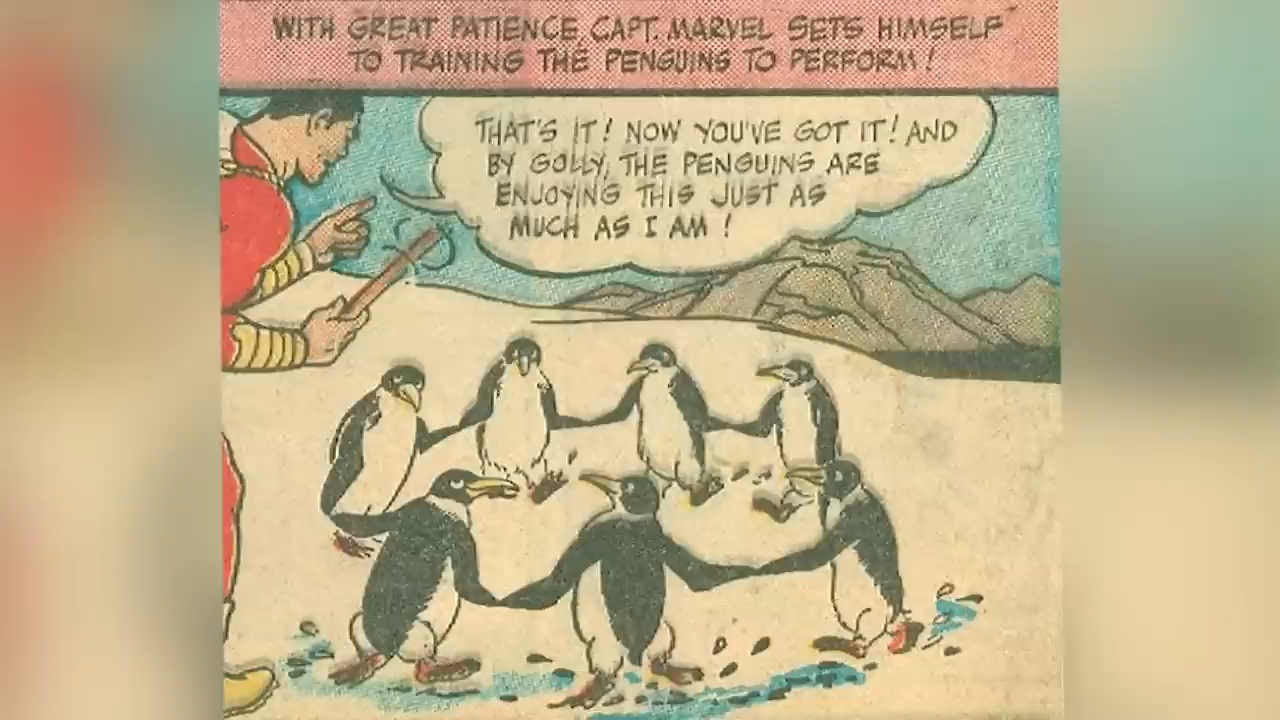 WITH GREAT PATIENCE CAPT. MARVEL SETS HIMSELF
TO TRAINING THE PENGUINS TO PERFORM!
THAT'S IT! NOW YOU'VE GOT IT! AND
BY GOLLY, THE PENGUINS ARE
ENJOYING THIS JUST AS
MUCH AS I AM!